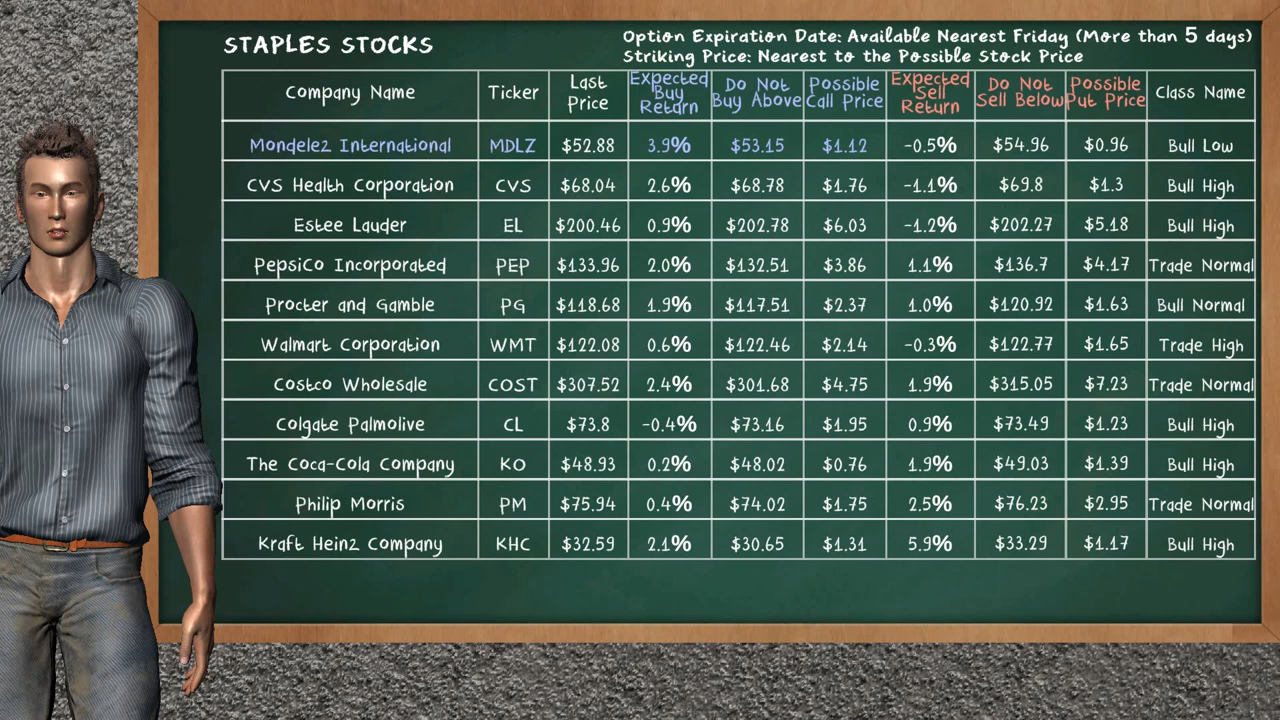 STAPLES STOCKS
Option Expiration Date: Available Nearest Friday (More than 5 days)
Striking Price: Nearest to the Possible Stock Price
Company Name Ticker Last Price Expected Buy Return Do Not Buy Above Possible Call Price Expected Sell Return Do Not Sell Below Possible Put Price Class Name
Mondelez International MDLZ $52.88 3.9% $53.15 $1.12 -0.5% $54.96 $0.96 Bull Low
CVS Health Corporation CVS $68.04 2.6% $68.78 $1.76 -1.1% $69.8 $1.3 Bull High
Estee Lauder EL $200.46 0.9% $202.78 $6.03 -1.2% $202.27 $5.18 Bull High
PepsiCo Incorporated PEP $133.96 2.0% $132.51 $3.86 1.1% $136.7 $4.17 Trade Normal
Procter and Gamble PG $118.68 1.9% $117.51 $2.37 1.0% $120.92 $1.63 Bull Normal
Walmart Corporation WMT $122.08 0.6% $122.46 $2.14 -0.3% $122.77 $1.65 Trade High
Costco Wholesale COST $307.52 2.4% $301.68 $4.75 1.9% $315.05 $7.23 Trade Normal
Colgate Palmolive CL $73.8 -0.4% $73.16 $1.95 0.9% $73.49 $1.23 Bull High
The Coca-Cola Company KO $48.93 0.2% $48.02 $0.76 1.9% $49.03 $1.39 Bull High
Philip Morris PM $75.94 0.4% $74.02 $1.75 2.5% $76.23 $2.95 Trade Normal
Kraft Heinz Company KHC $32.59 2.1% $30.65 $1.31 5.9% $33.29 $1.17 Bull High